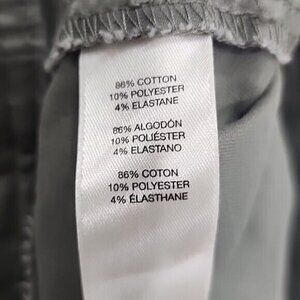 86% COTTON
10% POLYESTER
4% ELASTANE
86% ALGODÓN
10% POLIÉSTER
4% ELASTANO
86% COTON
10% POLYESTER
4% ÉLASTHANE